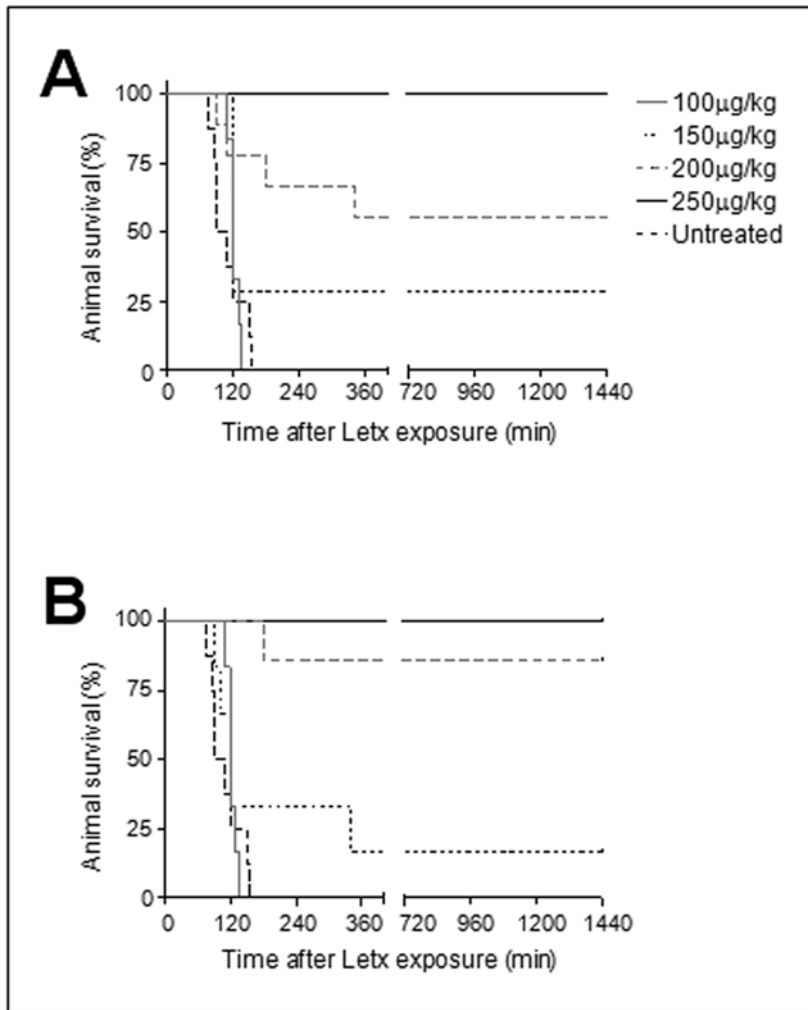 A
100
75
50
25
0
Animal survival (%)
0 120 240 360 720 960 1200 1440
Time after Letx exposure (min)
100μg/kg
150μg/kg
200μg/kg
250μg/kg
Untreated
B
100
75
50
25
0
Animal survival (%)
0 120 240 360 720 960 1200 1440
Time after Letx exposure (min)